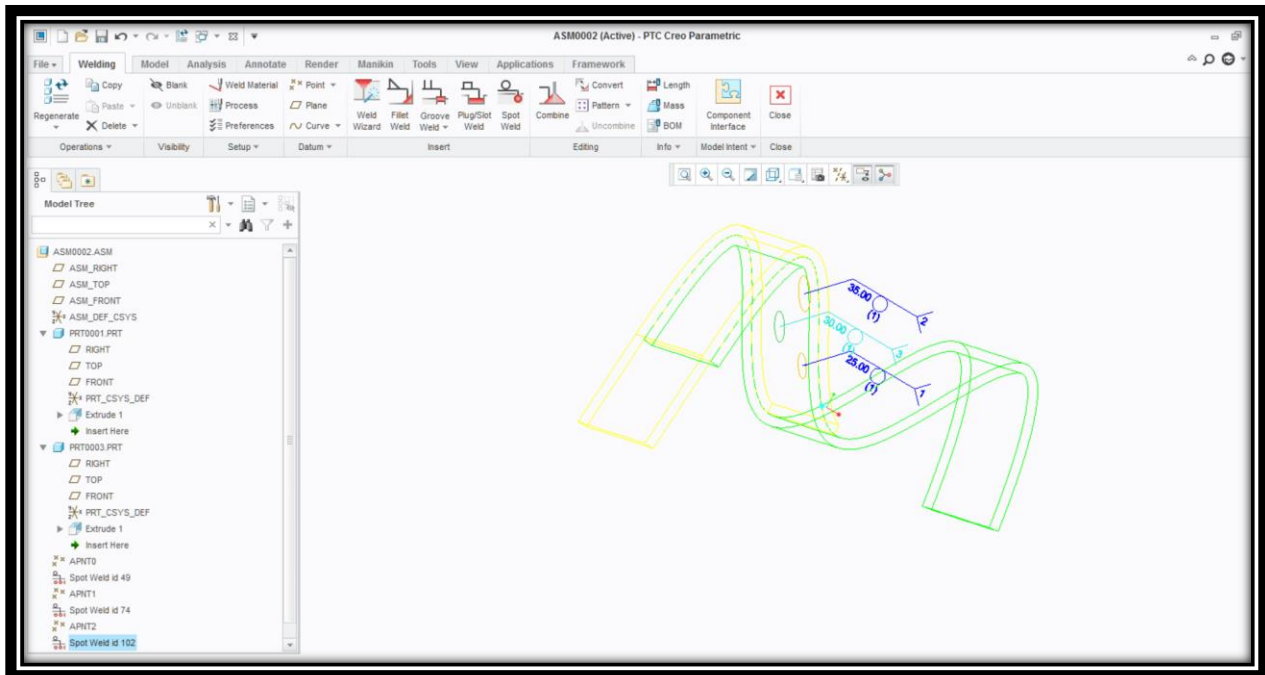 ASM0002 (Active) - PTC Creo Parametric
File Welding Model Analysis Annotate Render Manikin Tools View Applications Framework
Regenerate
Copy
Paste
Delete
Blank
Unblank
Weld Material
Process
Preferences
Point
Plane
Curve
Weld Wizard
Fillet Weld
Groove Weld
Plug/Slot Weld
Spot Weld
Combine
Convert
Pattern
Uncombine
Length
Mass
BOM
Component Interface
Close
Operations Visibility Setup Datum Insert Editing Info Model Intent Close
Model Tree
ASM0002.ASM
ASM_RIGHT
ASM_TOP
ASM_FRONT
ASM_DEF_CSYS
PRT0001.PRT
RIGHT
TOP
FRONT
PRT_CSYS_DEF
Extrude 1
Insert Here
PRT0003.PRT
RIGHT
TOP
FRONT
PRT_CSYS_DEF
Extrude 1
Insert Here
APNT0
Spot Weld id 49
APNT1
Spot Weld id 74
APNT2
Spot Weld id 102
35.00
(1)
2
30.00
(1)
3
25.00
(1)
1